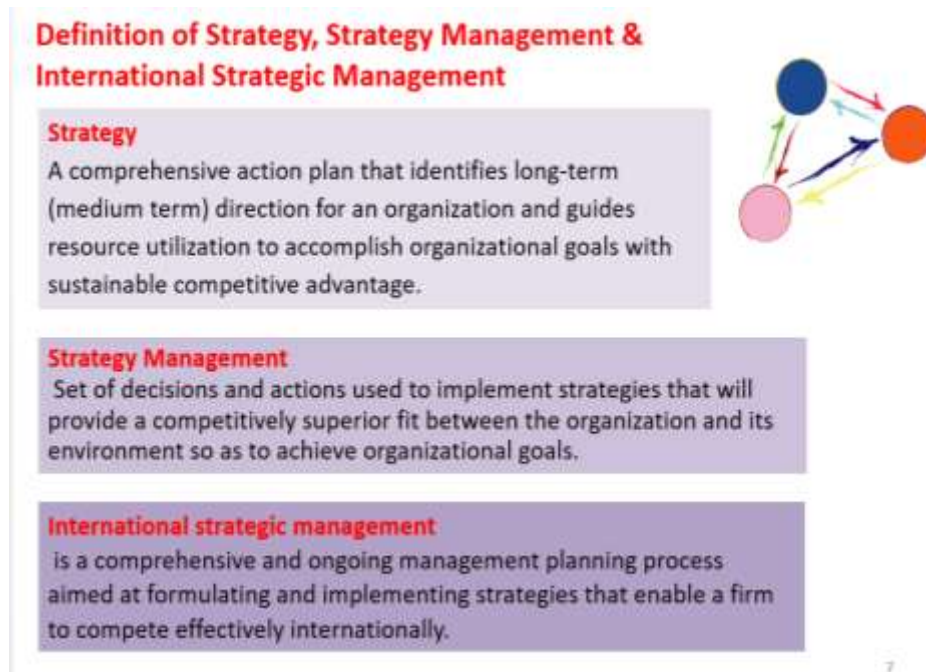 Definition of Strategy, Strategy Management &
International Strategic Management
Strategy
A comprehensive action plan that identifies long-term
(medium term) direction for an organization and guides
resource utilization to accomplish organizational goals with
sustainable competitive advantage.
Strategy Management
Set of decisions and actions used to implement strategies that will
provide a competitively superior fit between the organization and its
environment so as to achieve organizational goals.
International strategic management
is a comprehensive and ongoing management planning process
aimed at formulating and implementing strategies that enable a firm
to compete effectively internationally.
7